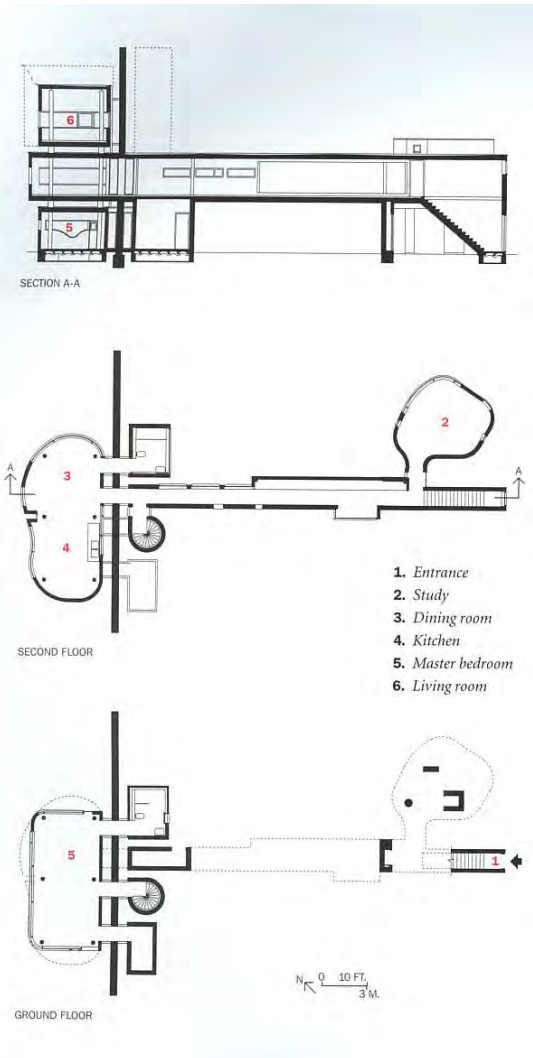 6
5
SECTION A-A
2
A
A
3
4
1. Entrance
2. Study
3. Dining room
4. Kitchen
5. Master bedroom
6. Living room
SECOND FLOOR
5
1
N 0 10 FT.
3 M.
GROUND FLOOR